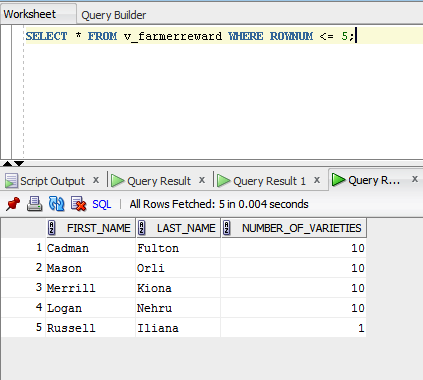 Worksheet Query Builder
SELECT * FROM v_farmerreward WHERE ROWNUM <= 5;
Script Output x Query Result x Query Result 1 x Query R... x
SQL | All Rows Fetched: 5 in 0.004 seconds
FIRST_NAME LAST_NAME NUMBER_OF_VARIETIES
1 Cadman Fulton 10
2 Mason Orli 10
3 Merrill Kiona 10
4 Logan Nehru 10
5 Russell Iliana 1